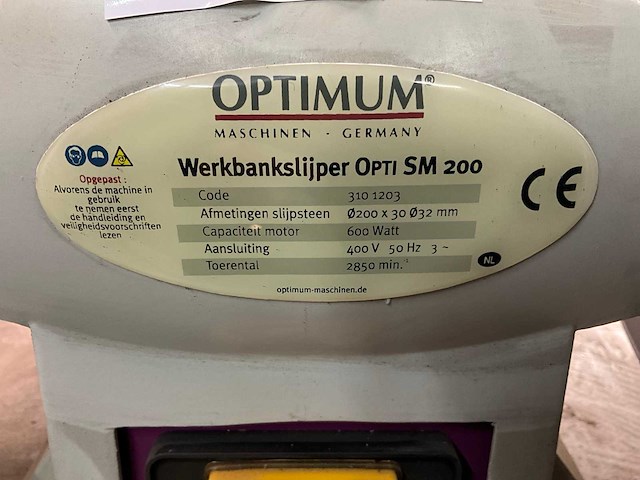 OPTIMUM®
MASCHINEN - GERMANY
Werkbankslijper OPTI SM 200
Opgepast :
Alvorens de machine in
gebruik
te nemen eerst
de handleiding en
veiligheidsvoorschriften
lezen
Code 310 1203
Afmetingen slijpsteen Ø200 x 30 Ø32 mm
Capaciteit motor 600 Watt
Aansluiting 400 V 50 Hz 3 ~
Toerental 2850 min.⁻¹
CE
NL
optimum-maschinen.de